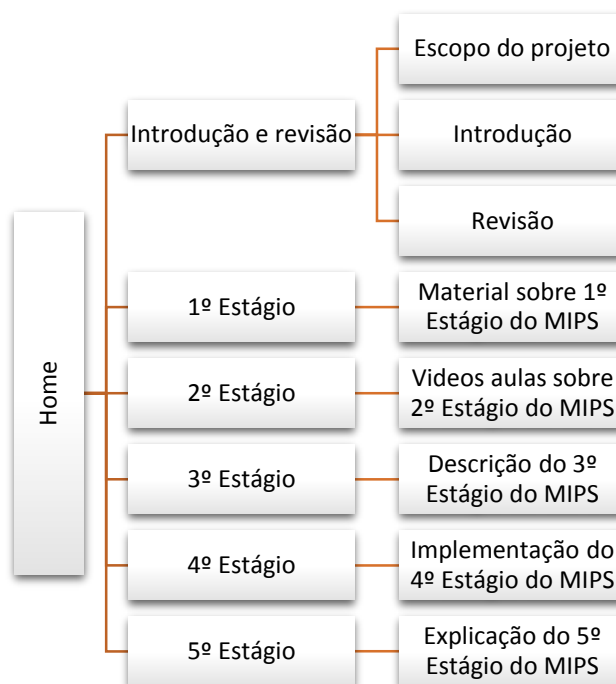 Home
Introdução e revisão
Escopo do projeto
Introdução
Revisão
1º Estágio
Material sobre 1º
Estágio do MIPS
2º Estágio
Videos aulas sobre
2º Estágio do MIPS
3º Estágio
Descrição do 3º
Estágio do MIPS
4º Estágio
Implementação do
4º Estágio do MIPS
5º Estágio
Explicação do 5º
Estágio do MIPS